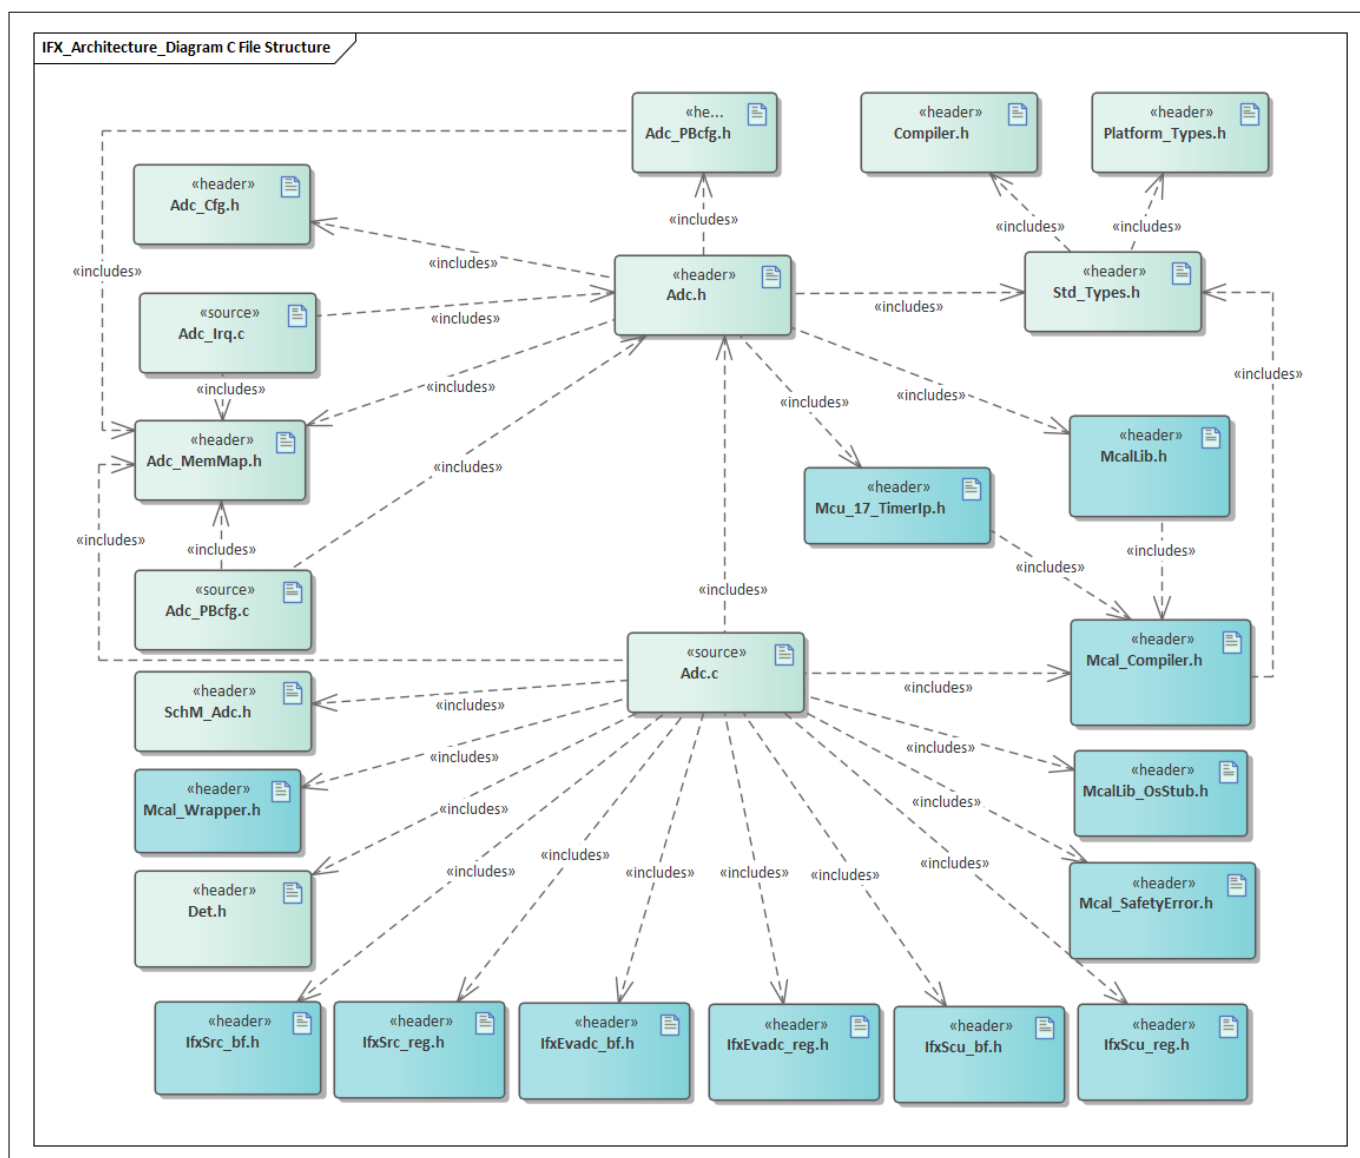 IFX_Architecture_Diagram C File Structure
«he...
Adc_PBcfg.h
«header»
Compiler.h
«header»
Platform_Types.h
«header»
Adc_Cfg.h
«includes»
«includes»
«includes»
«includes»
«includes»
«header»
Adc.h
«header»
Std_Types.h
«source»
Adc_Irq.c
«includes»
«includes»
«includes»
«includes»
«includes»
«includes»
«includes»
«header»
Adc_MemMap.h
«header»
McalLib.h
«includes»
«header»
Mcu_17_TimerIp.h
«includes»
«includes»
«includes»
«includes»
«source»
Adc_PBcfg.c
«includes»
«source»
Adc.c
«header»
Mcal_Compiler.h
«header»
SchM_Adc.h
«includes»
«includes»
«includes»
«header»
Mcal_Wrapper.h
«header»
McalLib_OsStub.h
«includes»
«includes»
«includes»
«includes»
«includes»
«includes»
«includes»
«includes»
«header»
Det.h
«header»
Mcal_SafetyError.h
«header»
IfxSrc_bf.h
«header»
IfxSrc_reg.h
«header»
IfxEvadc_bf.h
«header»
IfxEvadc_reg.h
«header»
IfxScu_bf.h
«header»
IfxScu_reg.h